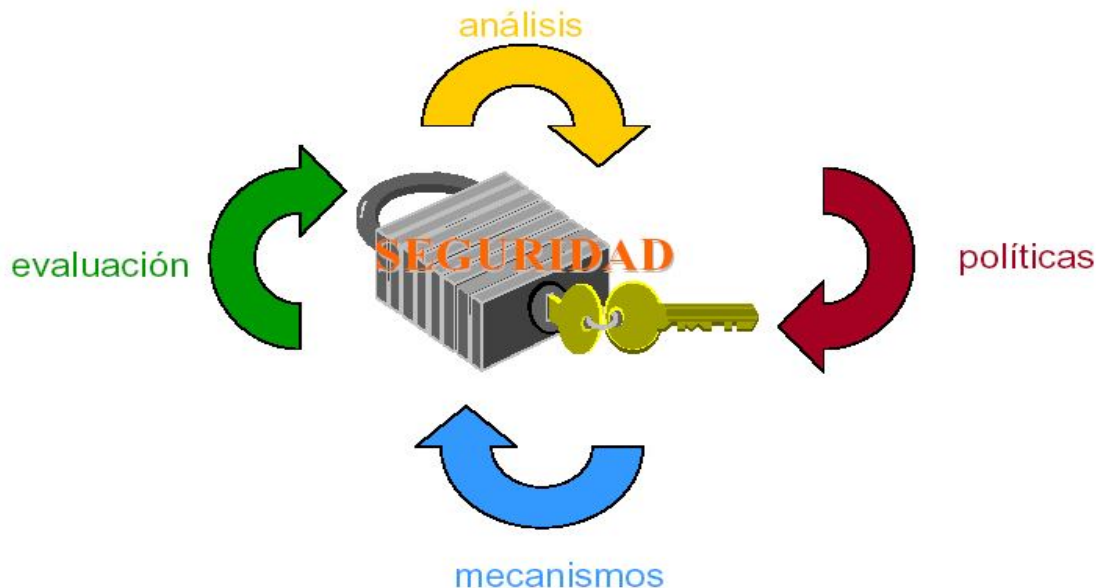 análisis
SEGURIDAD
evaluación
políticas
mecanismos